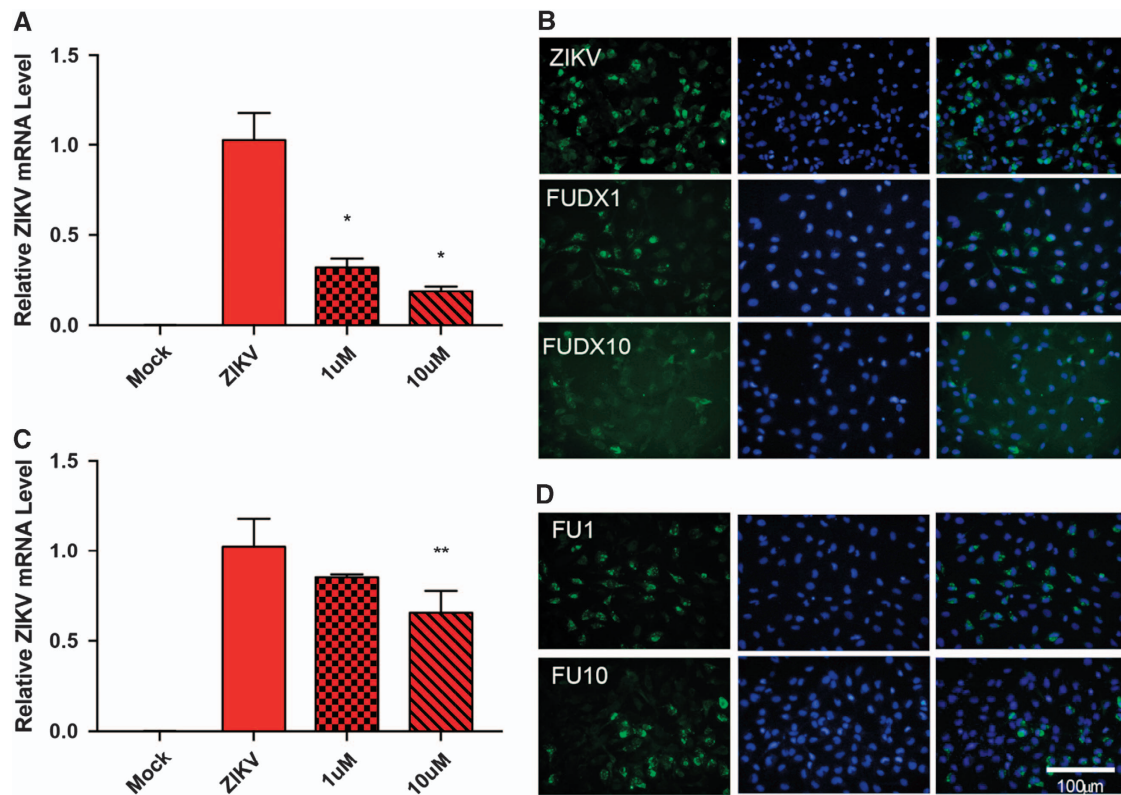 A
Relative ZIKV mRNA Level
1.5
1.0
0.5
0.0
*
*
Mock
ZIKV
1uM
10uM
B
ZIKV
FUDX1
FUDX10
C
Relative ZIKV mRNA Level
1.5
1.0
0.5
0.0
**
Mock
ZIKV
1uM
10uM
D
FU1
FU10
100µm